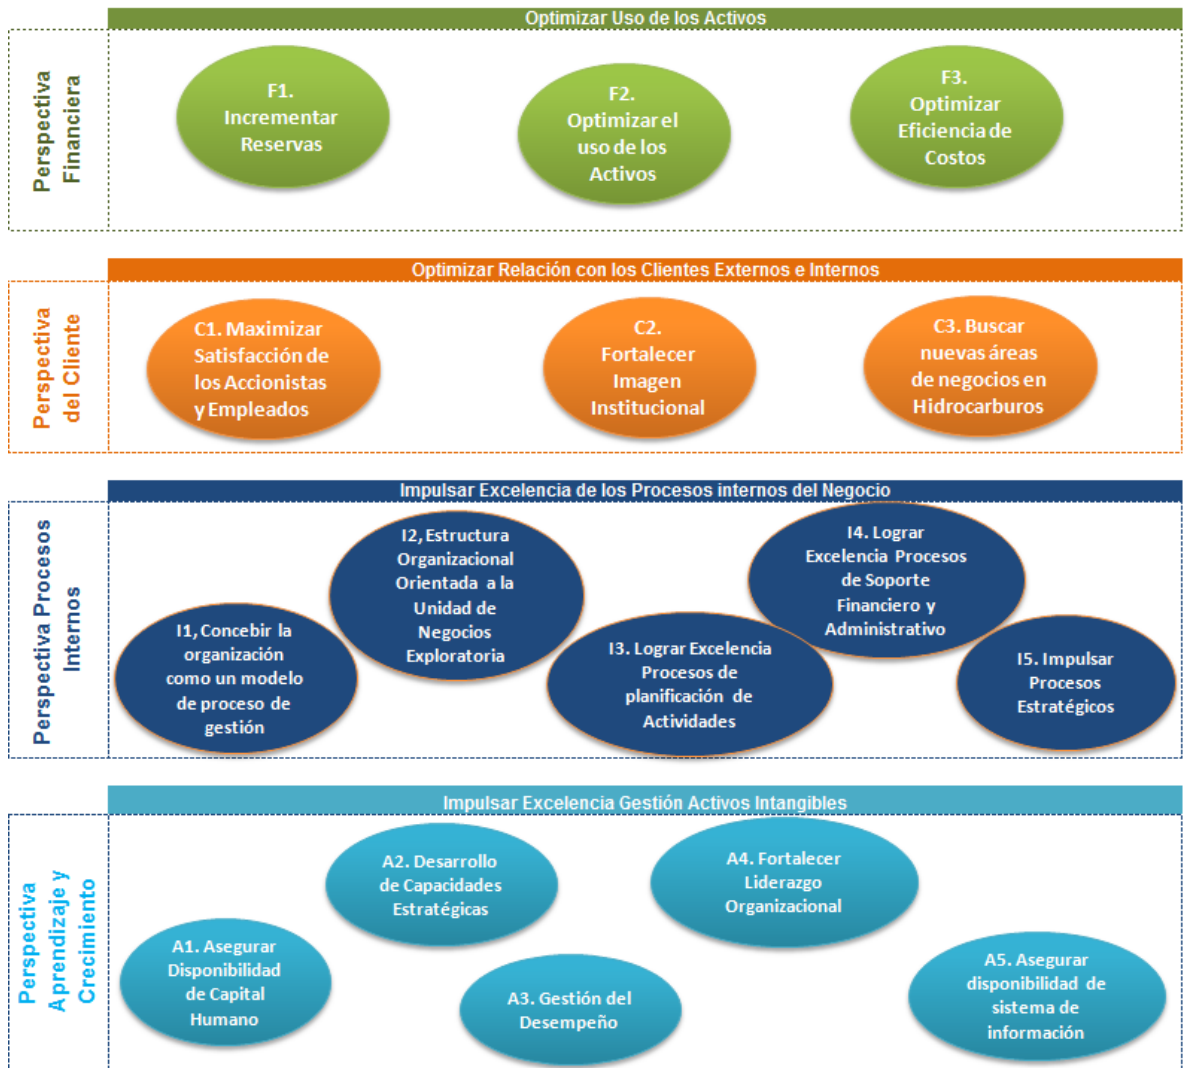 Optimizar Uso de los Activos
Perspectiva
Financiera
F1.
Incrementar
Reservas
F2.
Optimizar el
uso de los
Activos
F3.
Optimizar
Eficiencia de
Costos
Optimizar Relación con los Clientes Externos e Internos
Perspectiva
del Cliente
C1. Maximizar
Satisfacción de
los Accionistas
y Empleados
C2.
Fortalecer
Imagen
Institucional
C3. Buscar
nuevas áreas
de negocios en
Hidrocarburos
Impulsar Excelencia de los Procesos internos del Negocio
Perspectiva Procesos
Internos
I1, Concebir la
organización
como un modelo
de proceso de
gestión
I2, Estructura
Organizacional
Orientada a la
Unidad de
Negocios
Exploratoria
I3. Lograr Excelencia
Procesos de
planificación de
Actividades
I4. Lograr
Excelencia Procesos
de Soporte
Financiero y
Administrativo
I5. Impulsar
Procesos
Estratégicos
Impulsar Excelencia Gestión Activos Intangibles
Perspectiva
Aprendizaje y
Crecimiento
A1. Asegurar
Disponibilidad
de Capital
Humano
A2. Desarrollo
de Capacidades
Estratégicas
A3. Gestión del
Desempeño
A4. Fortalecer
Liderazgo
Organizacional
A5. Asegurar
disponibilidad de
sistema de
información